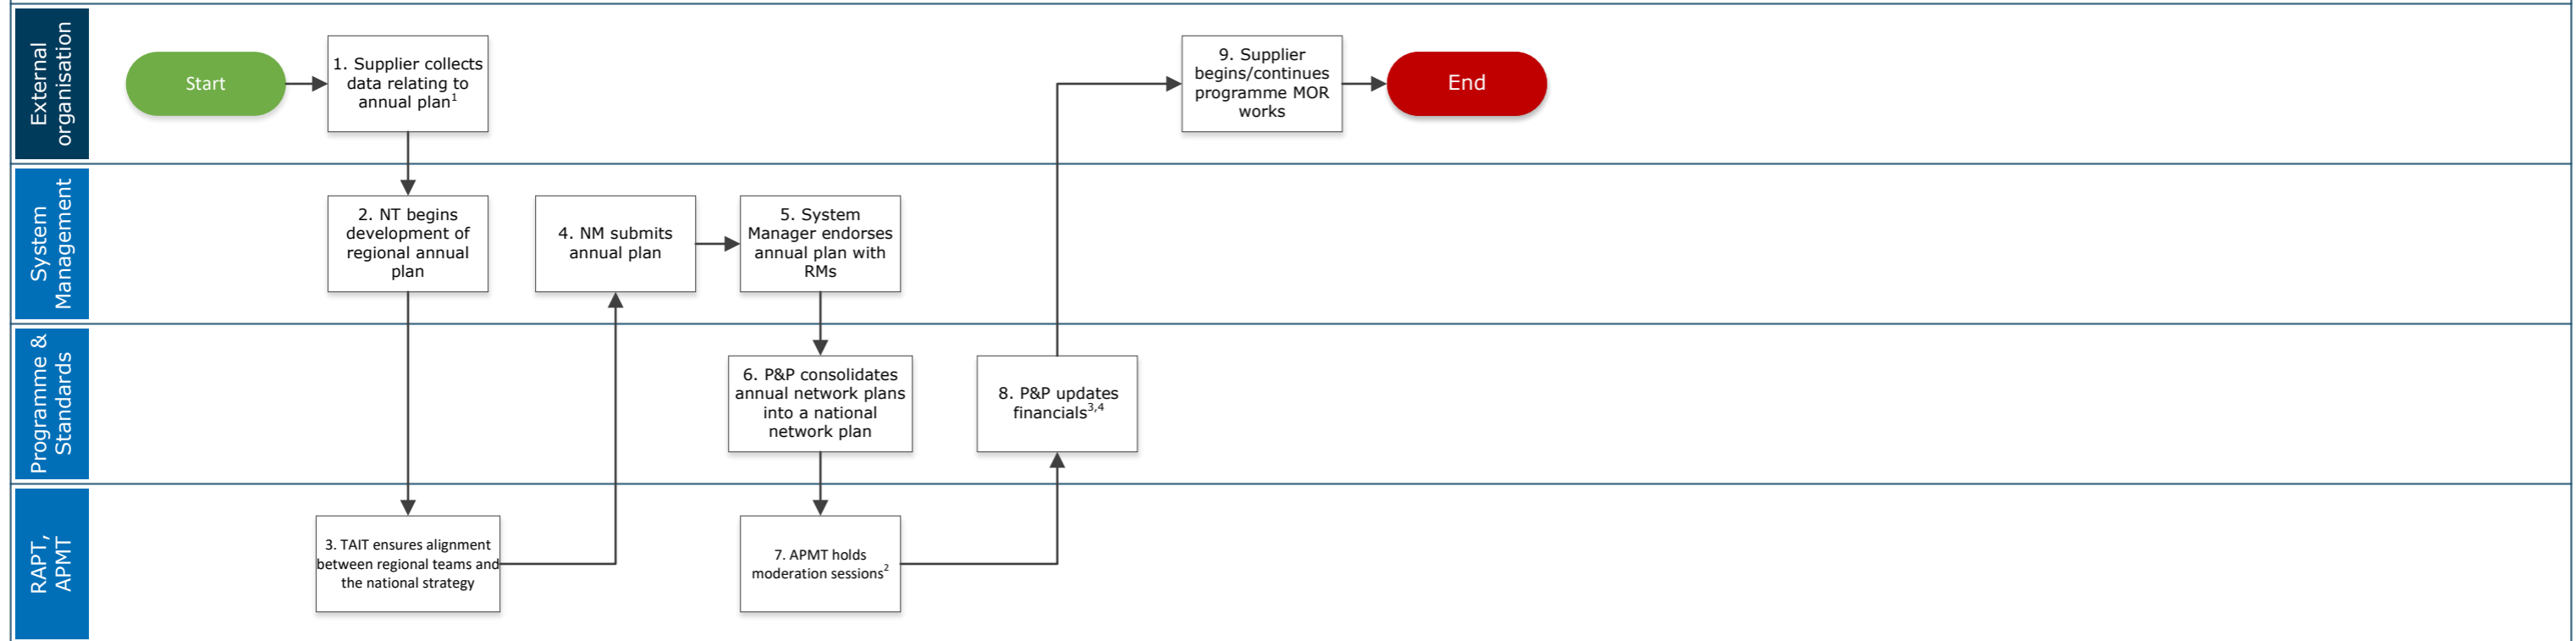 External
organisation
Start
1. Supplier collects
data relating to
annual plan1
9. Supplier
begins/continues
programme MOR
works
End
System
Management
2. NT begins
development of
regional annual
plan
4. NM submits
annual plan
5. System
Manager endorses
annual plan with
RMs
Programme &
Standards
6. P&P consolidates
annual network plans
into a national
network plan
8. P&P updates
financials3,4
RAPT,
APMT
3. TAIT ensures alignment
between regional teams and
the national strategy
7. APMT holds
moderation sessions2